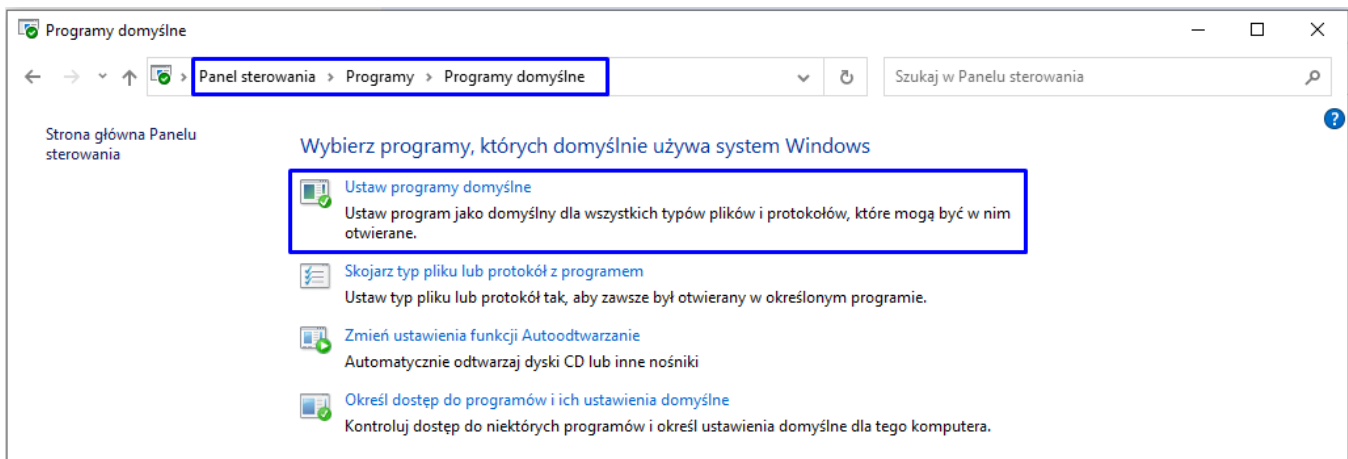 Programy domyślne
Panel sterowania > Programy > Programy domyślne
Szukaj w Panelu sterowania
?
Strona główna Panelu
sterowania
Wybierz programy, których domyślnie używa system Windows
Ustaw programy domyślne
Ustaw program jako domyślny dla wszystkich typów plików i protokołów, które mogą być w nim
otwierane.
Skojarz typ pliku lub protokół z programem
Ustaw typ pliku lub protokół tak, aby zawsze był otwierany w określonym programie.
Zmień ustawienia funkcji Autoodtwarzanie
Automatycznie odtwarzaj dyski CD lub inne nośniki
Określ dostęp do programów i ich ustawienia domyślne
Kontroluj dostęp do niektórych programów i określ ustawienia domyślne dla tego komputera.